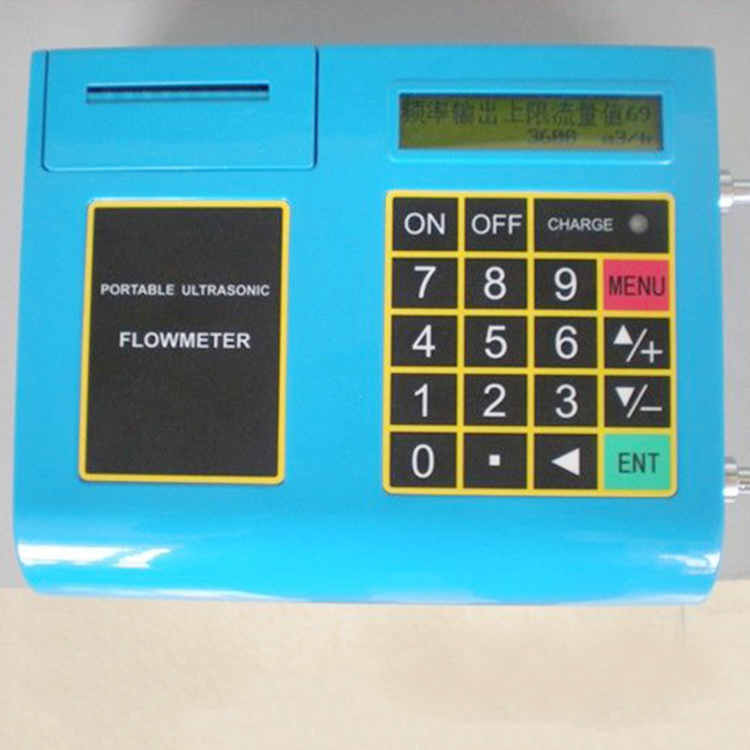 频率输出上限流量值69
3600 m3/h
PORTABLE ULTRASONIC
FLOWMETER
ON OFF CHARGE
7 8 9 MENU
4 5 6 ▲/+
1 2 3 ▼/−
0 . ◀ ENT